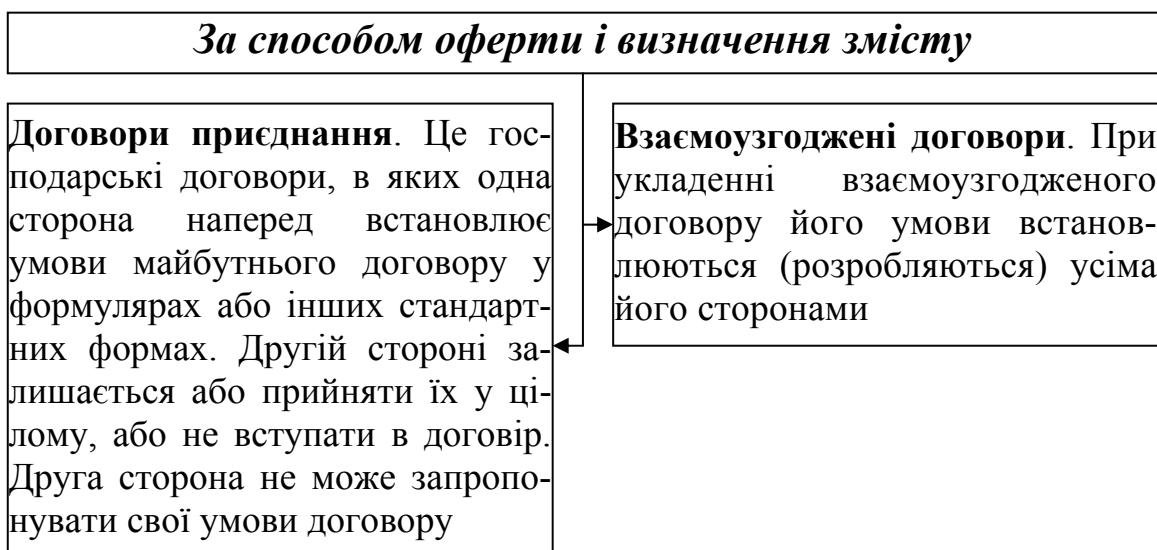 За способом оферти і визначення змісту
Договори приєднання. Це гос-
подарські договори, в яких одна
сторона наперед встановлює
умови майбутнього договору у
формулярах або інших стандарт-
них формах. Другій стороні за-
лишається або прийняти їх у ці-
лому, або не вступати в договір.
Друга сторона не може запропо-
нувати свої умови договору
Взаємоузгоджені договори. При
укладенні взаємоузгодженого
договору його умови встанов-
люються (розробляються) усіма
його сторонами